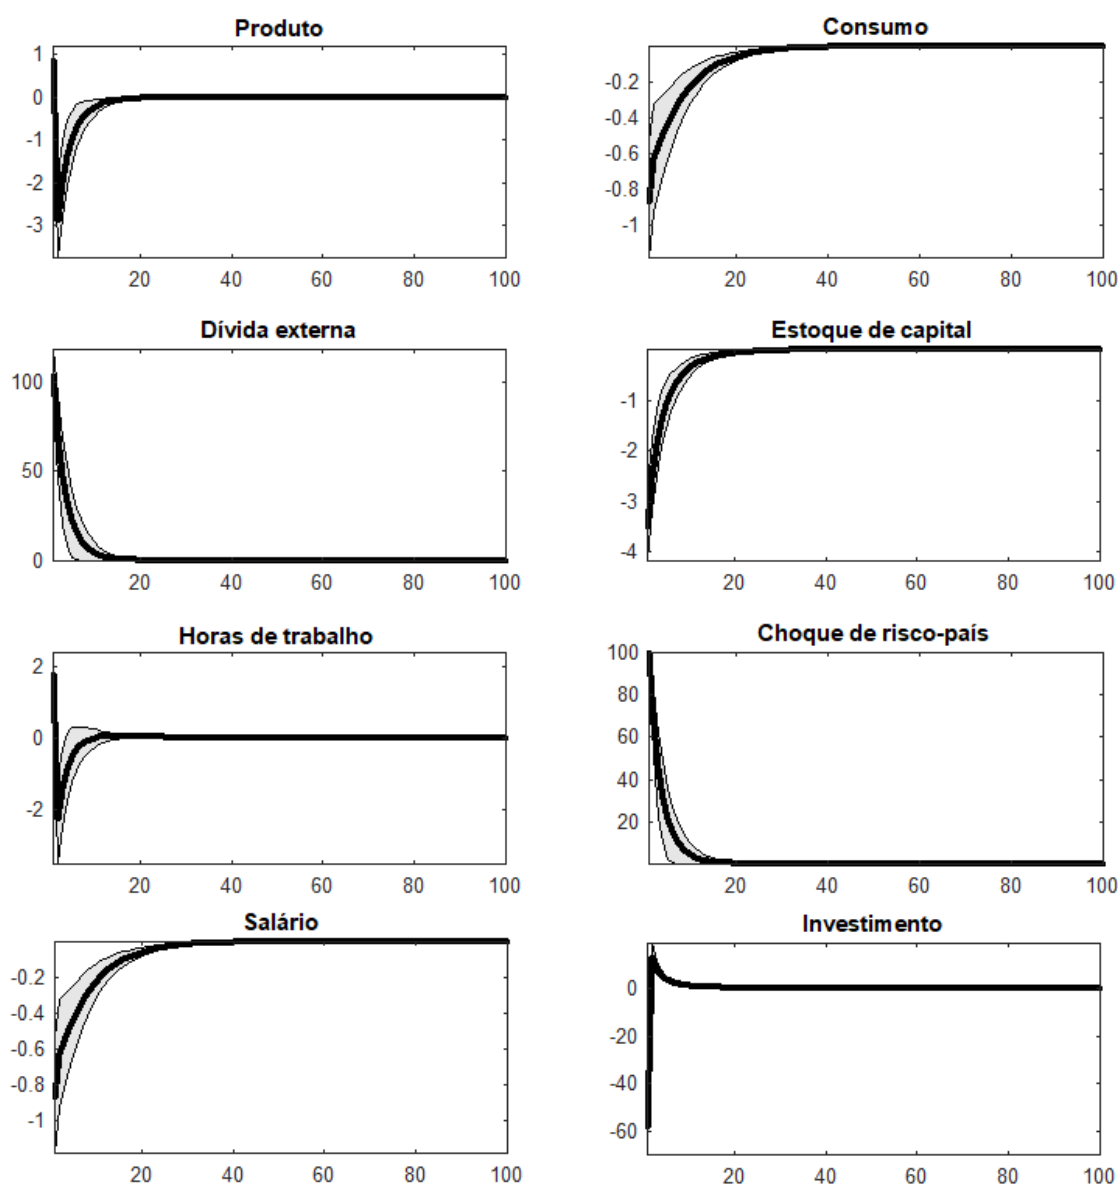 Produto
1
0
-1
-2
-3
20 40 60 80 100
Consumo
-0.2
-0.4
-0.6
-0.8
-1
20 40 60 80 100
Dívida externa
100
50
0
20 40 60 80 100
Estoque de capital
-1
-2
-3
-4
20 40 60 80 100
Horas de trabalho
2
0
-2
20 40 60 80 100
Choque de risco-país
100
80
60
40
20
20 40 60 80 100
Salário
-0.2
-0.4
-0.6
-0.8
-1
20 40 60 80 100
Investimento
0
-20
-40
-60
20 40 60 80 100